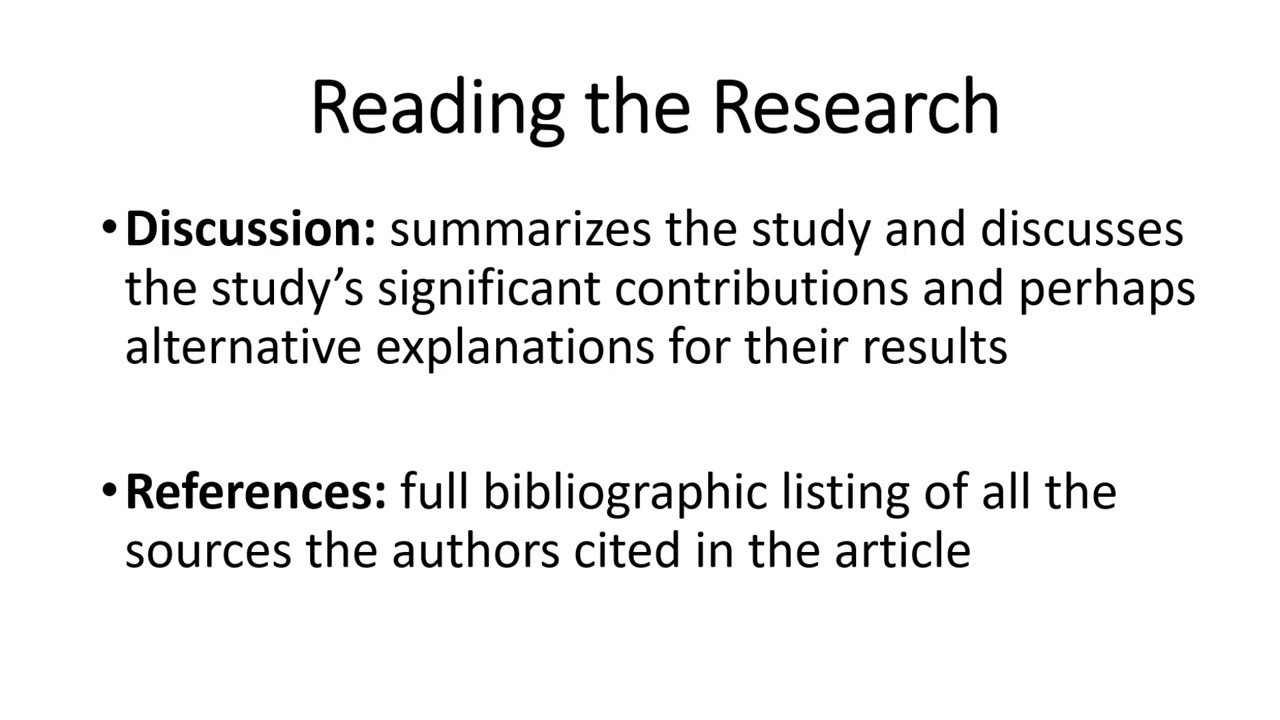 Reading the Research
•Discussion: summarizes the study and discusses
the study’s significant contributions and perhaps
alternative explanations for their results
•References: full bibliographic listing of all the
sources the authors cited in the article